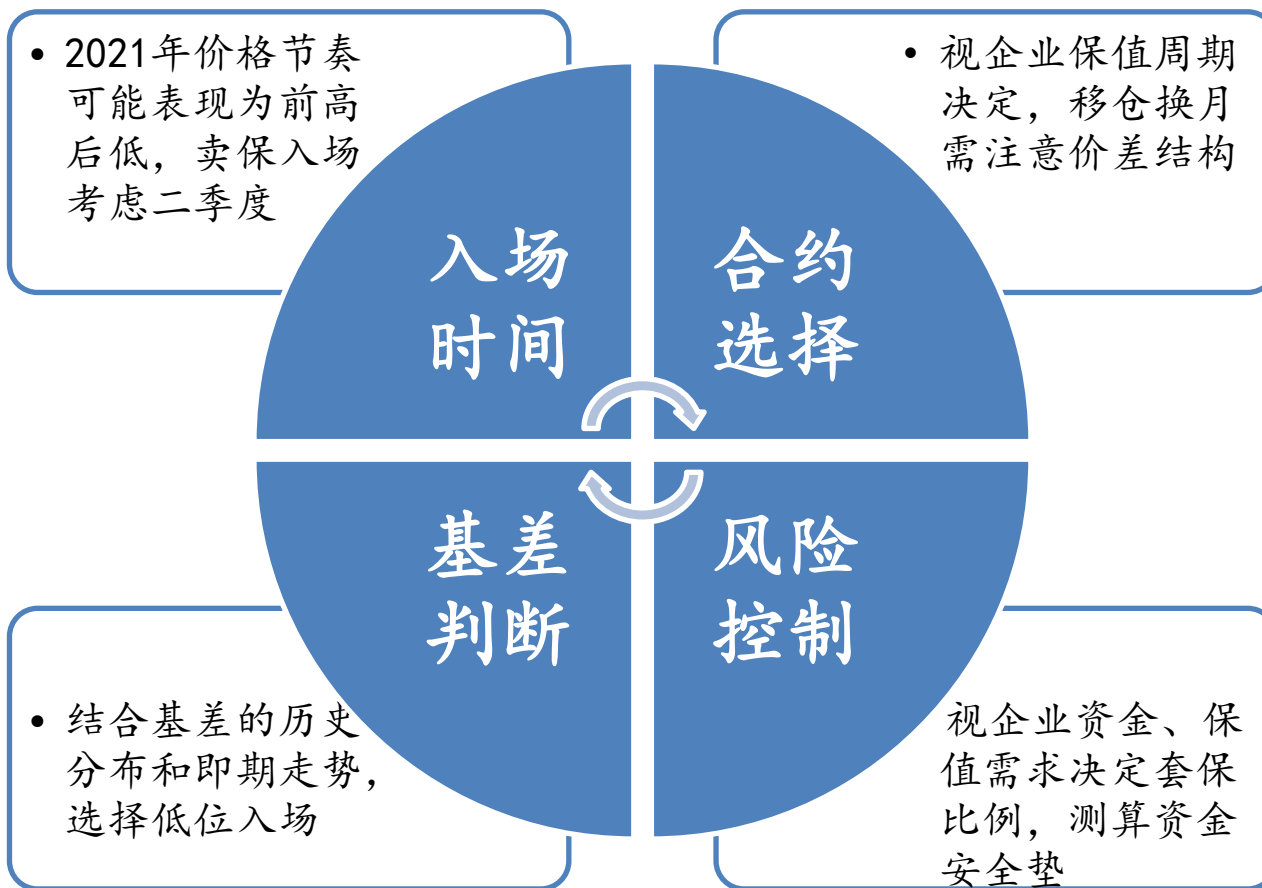 • 2021年价格节奏
可能表现为前高
后低，卖保入场
考虑二季度
• 视企业保值周期
决定，移仓换月
需注意价差结构
入场
时间
合约
选择
基差
判断
风险
控制
• 结合基差的历史
分布和即期走势，
选择低位入场
视企业资金、保
值需求决定套保
比例，测算资金
安全垫